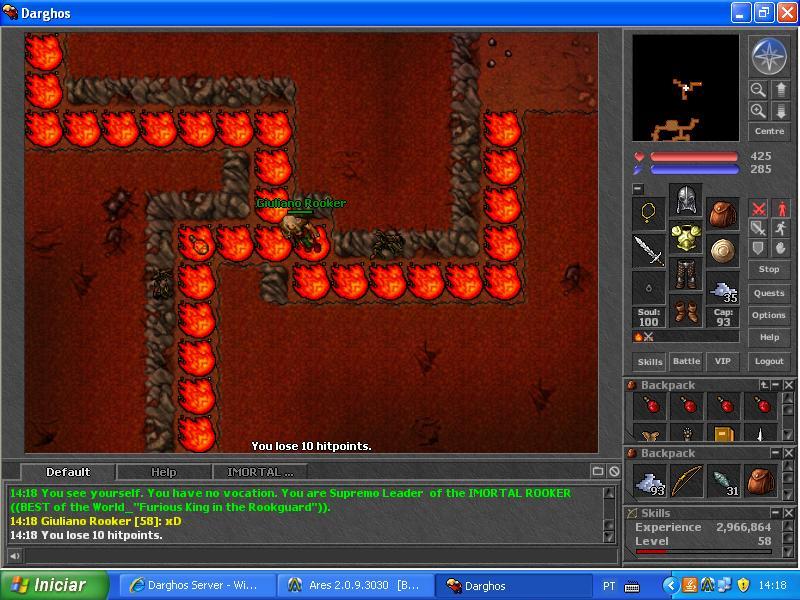 Darghos
Giuliano Rooker
You lose 10 hitpoints.
Centre
425
285
35
Soul:
100
Cap:
93
Stop
Quests
Options
Help
Skills
Battle
VIP
Logout
Backpack
Backpack
93
31
Skills
Experience 2,966,864
Level 58
Default
Help
IMORTAL ...
14:18 You see yourself. You have no vocation. You are Supremo Leader of the IMORTAL ROOKER
((BEST of the World_"Furious King in the Rookguard")).
14:18 Giuliano Rooker [58]: xD
14:18 You lose 10 hitpoints.
Iniciar
Darghos Server - Wi...
Ares 2.0.9.3030 [B...
Darghos
PT
14:18